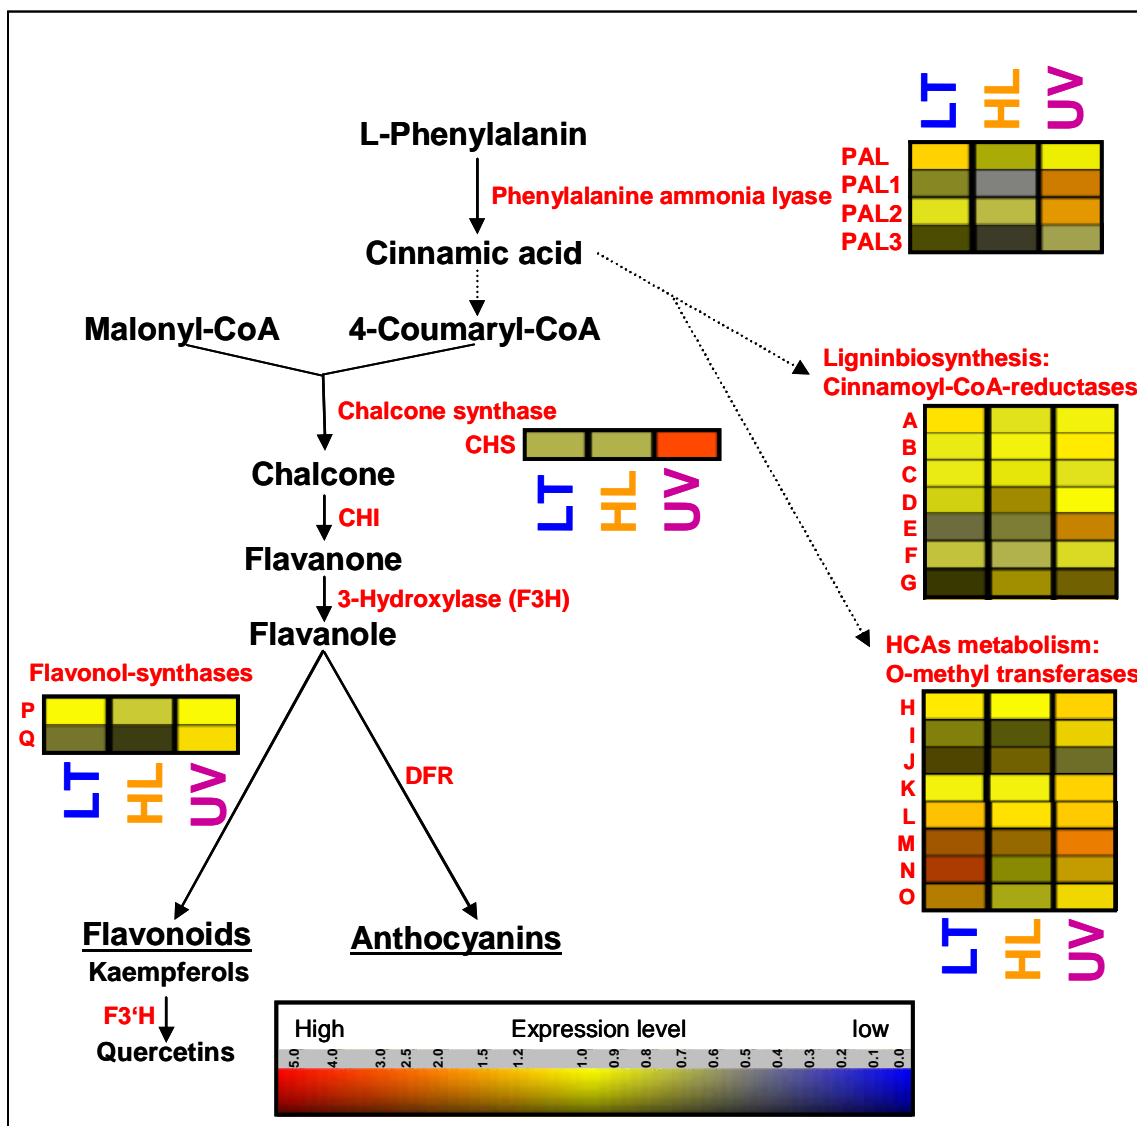 LT HL UV
L-Phenylalanin
PAL
Phenylalanine ammonia lyase
PAL1
PAL2
PAL3
Cinnamic acid
Malonyl-CoA
4-Coumaryl-CoA
Ligninbiosynthesis:
Cinnamoyl-CoA-reductases
A
B
C
D
E
F
G
Chalcone synthase
CHS
LT HL UV
Chalcone
CHI
Flavanone
3-Hydroxylase (F3H)
Flavanole
HCAs metabolism:
O-methyl transferases
H
I
J
K
L
M
N
O
LT HL UV
Flavonol-synthases
P
Q
LT HL UV
DFR
Flavonoids
Anthocyanins
Kaempferols
F3‘H
Quercetins
High Expression level low
5.0 4.0 3.0 2.5 2.0 1.5 1.2 1.0 0.9 0.8 0.7 0.6 0.5 0.4 0.3 0.2 0.1 0.0